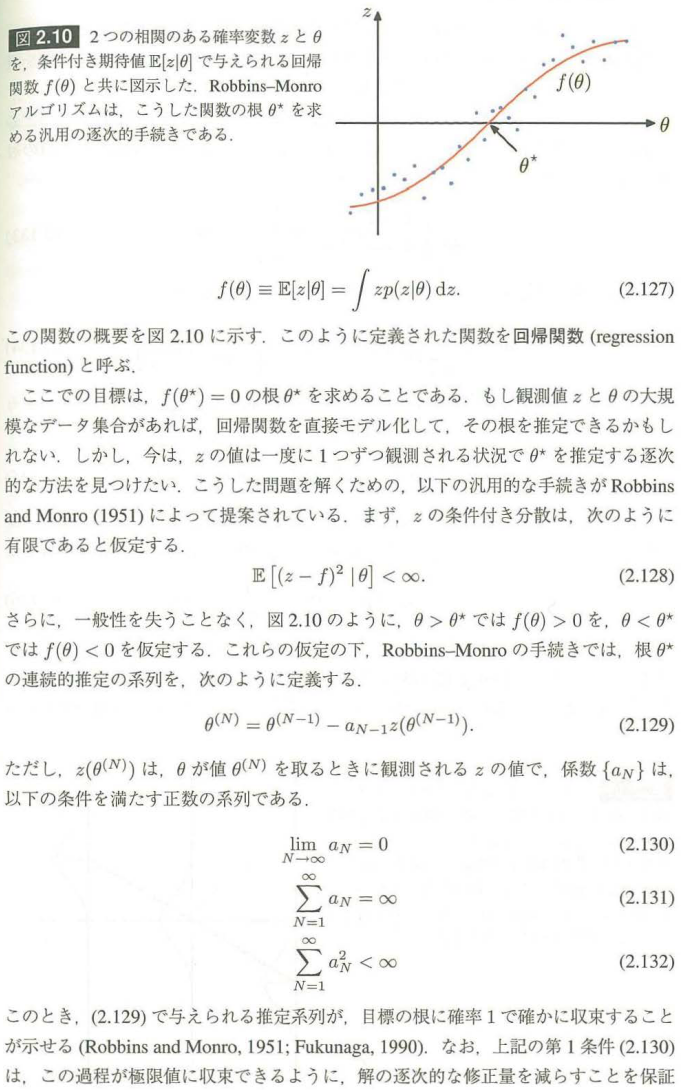 図 2.10 2つの相関のある確率変数 z と θ
を,条件付き期待値 𝔼[z|θ] で与えられる回帰
関数 f(θ) と共に図示した.Robbins–Monro
アルゴリズムは,こうした関数の根 θ* を求
める汎用の逐次的手続きである.
z
f(θ)
θ
θ*
f(θ) ≡ 𝔼[z|θ] = ∫ zp(z|θ) dz. (2.127)
この関数の概要を図 2.10 に示す.このように定義された関数を回帰関数 (regression
function) と呼ぶ.
ここでの目標は,f(θ*) = 0 の根 θ* を求めることである.もし観測値 z と θ の大規
模なデータ集合があれば,回帰関数を直接モデル化して,その根を推定できるかもし
れない.しかし,今は,z の値は一度に 1 つずつ観測される状況で θ* を推定する逐次
的な方法を見つけたい.こうした問題を解くための,以下の汎用的な手続きが Robbins
and Monro (1951) によって提案されている.まず,z の条件付き分散は,次のように
有限であると仮定する.
𝔼 [(z − f)² | θ] < ∞. (2.128)
さらに,一般性を失うことなく,図 2.10 のように,θ > θ* では f(θ) > 0 を,θ < θ*
では f(θ) < 0 を仮定する.これらの仮定の下,Robbins–Monro の手続きでは,根 θ*
の連続的推定の系列を,次のように定義する.
θ^(N) = θ^(N−1) − a_{N−1}z(θ^(N−1)). (2.129)
ただし,z(θ^(N)) は,θ が値 θ^(N) を取るときに観測される z の値で,係数 {a_N} は,
以下の条件を満たす正数の系列である.
lim_{N→∞} a_N = 0 (2.130)
∑_{N=1}^{∞} a_N = ∞ (2.131)
∑_{N=1}^{∞} a_N² < ∞ (2.132)
このとき,(2.129) で与えられる推定系列が,目標の根に確率 1 で確かに収束すること
が示せる (Robbins and Monro, 1951; Fukunaga, 1990).なお,上記の第 1 条件 (2.130)
は,この過程が極限値に収束できるように,解の逐次的な修正量を減らすことを保証